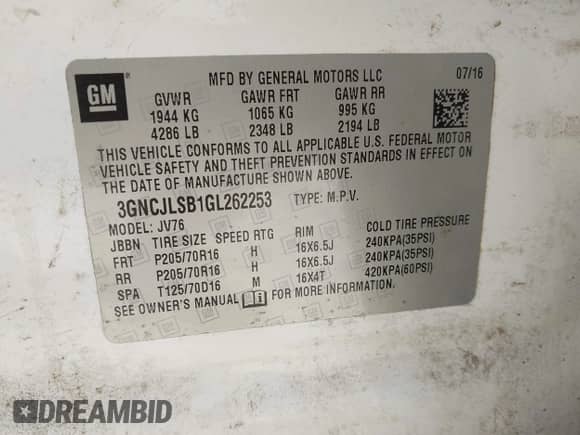 GM
MFD BY GENERAL MOTORS LLC 07/16
GVWR GAWR FRT GAWR RR
1944 KG 1065 KG 995 KG
4286 LB 2348 LB 2194 LB
THIS VEHICLE CONFORMS TO ALL APPLICABLE U.S. FEDERAL MOTOR
VEHICLE SAFETY AND THEFT PREVENTION STANDARDS IN EFFECT ON
THE DATE OF MANUFACTURE SHOWN ABOVE.
3GNCJLSB1GL262253 TYPE: M.P.V.
MODEL: JV76
JBBN TIRE SIZE SPEED RTG RIM COLD TIRE PRESSURE
FRT P205/70R16 H 16X6.5J 240KPA(35PSI)
RR P205/70R16 H 16X6.5J 240KPA(35PSI)
SPA T125/70D16 M 16X4T 420KPA(60PSI)
SEE OWNER'S MANUAL FOR MORE INFORMATION.
DREAMBID